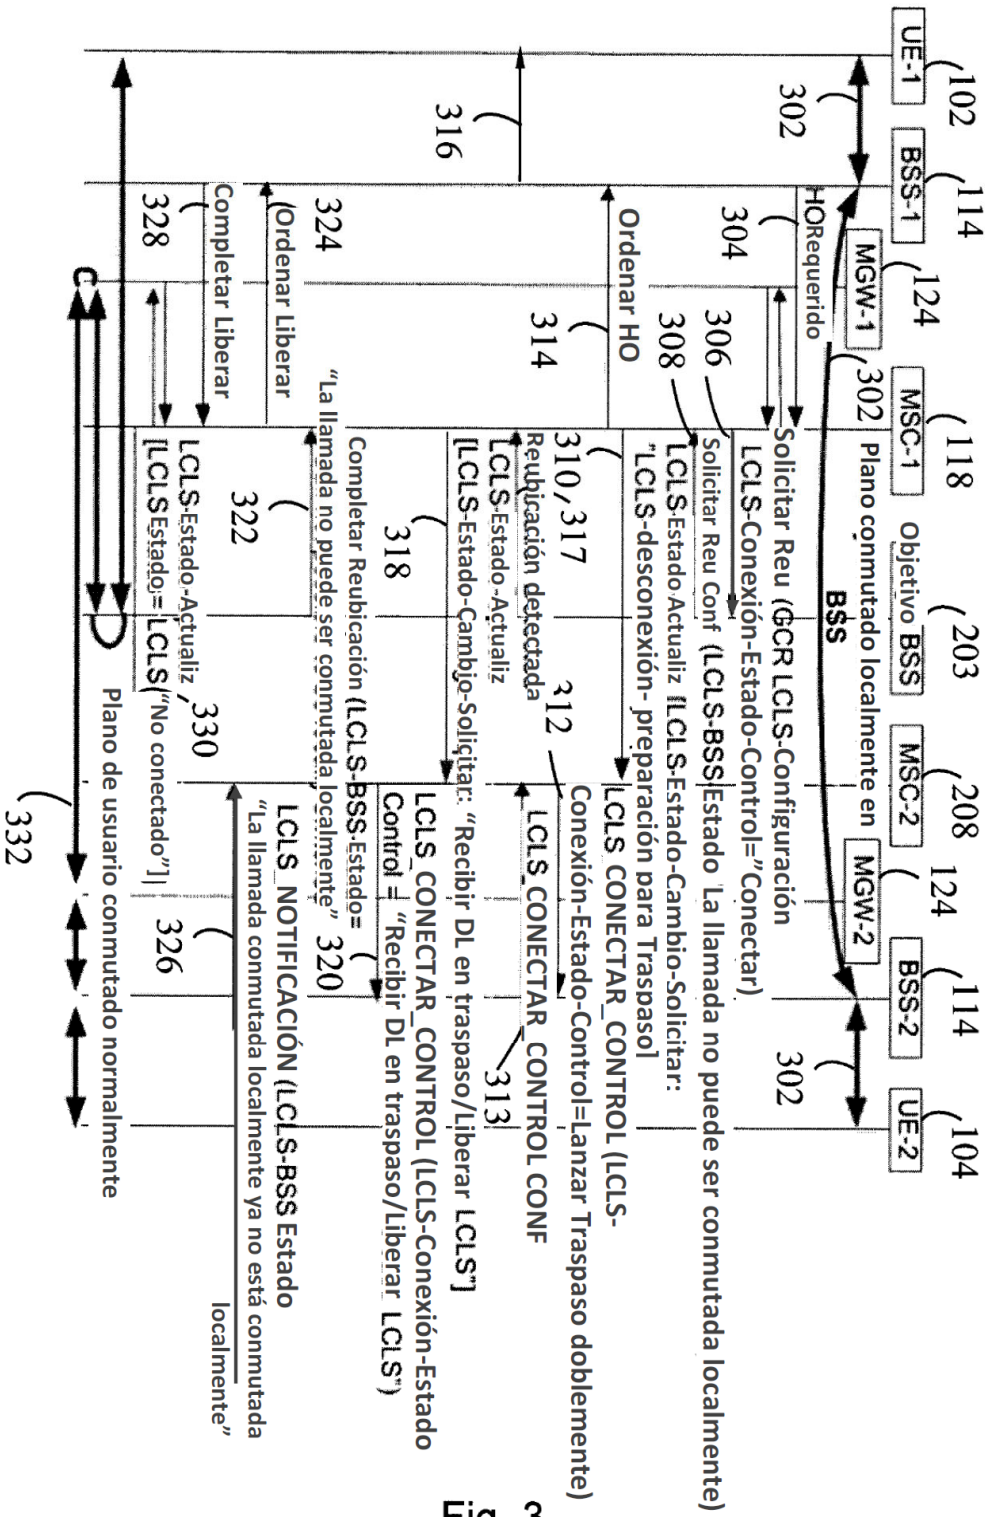 UE-1
102
BSS-1
114
MGW-1
124
MSC-1
118
Objetivo BSS
203
MSC-2
208
MGW-2
124
BSS-2
114
UE-2
104
302
302
Plano conmutado localmente en
BSS
302
HORequerido
304
Solicitar Reu (GCR LCLS-Configuración
LCLS-Conexión-Estado-Control="Conectar)
306
Solicitar Reu Conf (LCLS-BSS-Estado La llamada no puede ser conmutada localmente)
308
LCLS-Estado Actualiz [LCLS-Estado-Cambio-Solicitar:
"LCLS-desconexión- preparación para Traspaso]
Ordenar HO
314
310,317
LCLS_CONECTAR_CONTROL (LCLS-
Conexión-Estado-Control=Lanzar Traspaso doblemente)
312
LCLS_CONECTAR_CONTROL CONF
313
316
Reubicación detectada
LCLS-Estado-Actualiz
[LCLS-Estado-Cambjo-Solicitar: "Recibir DL en traspaso/Liberar LCLS"]
318
LCLS_CONECTAR_CONTROL (LCLS-Conexión-Estado
Control = "Recibir DL en traspaso/Liberar LCLS")
320
Completar Reubicación (LCLS-BSS-Estado=
"La llamada no puede ser conmutada localmente"
322
324
Ordenar Liberar
LCLS_NOTIFICACIÓN (LCLS-BSS Estado
"La llamada conmutada localmente ya no está conmutada
localmente"
326
Completar Liberar
328
LCLS-Estado-Actualiz
[LCLS Estado = LCLS ("No conectado"]
330
Plano de usuario conmutado normalmente
332
Fig. 3